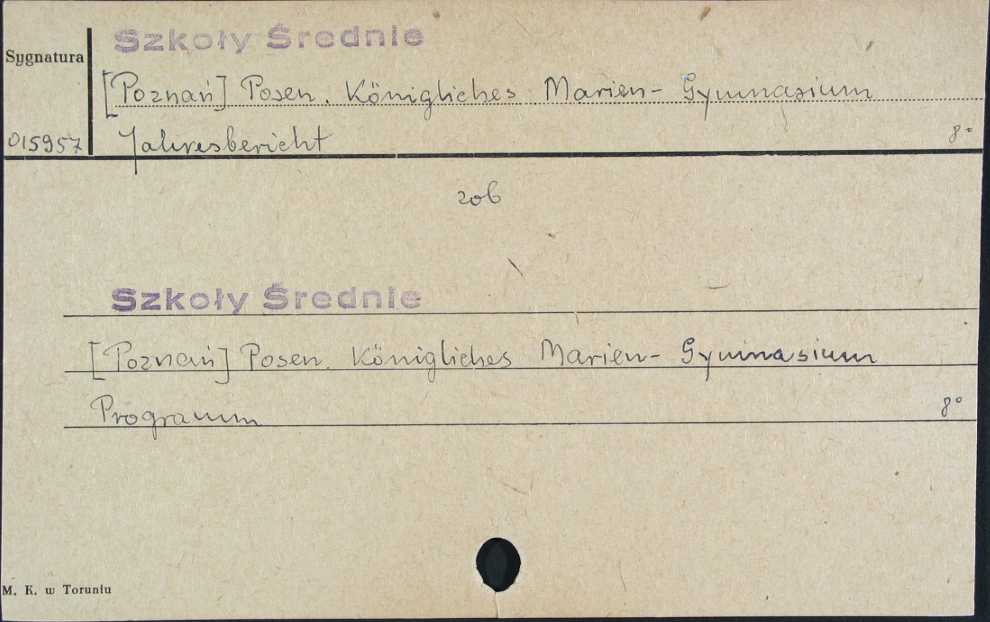 Szkoły Średnie
Sygnatura
[Poznań] Posen. Königliches Marien- Gymnasium
015957 Jahresbericht 8°
zob
Szkoły Średnie
[Poznań] Posen. Königliches Marien- Gymnasium
Programm 8°
M. K. w Toruniu